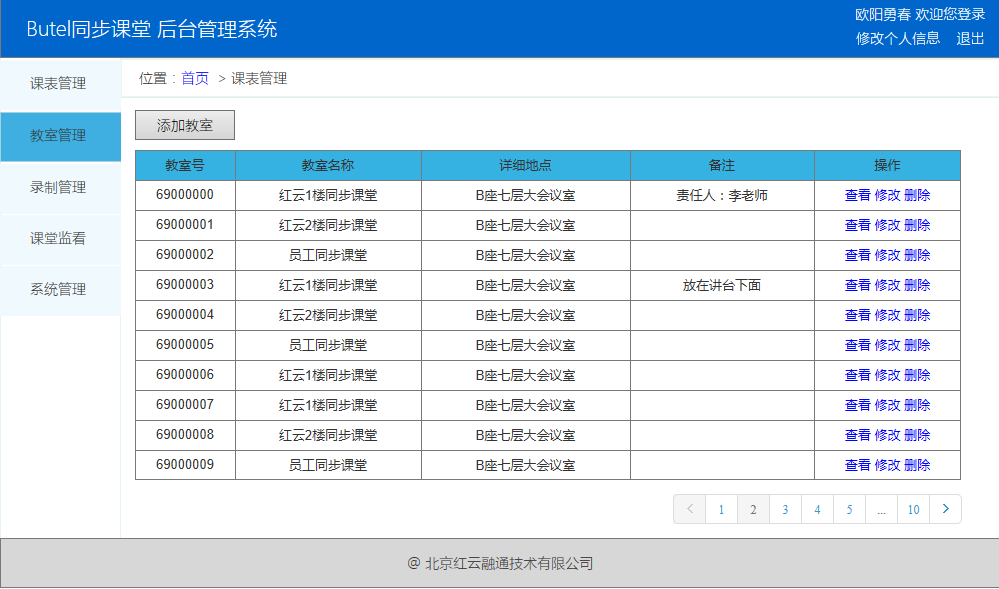 Butel同步课堂 后台管理系统
欧阳勇春 欢迎您登录
修改个人信息 退出
课表管理
教室管理
录制管理
课堂监看
系统管理
位置：首页 > 课表管理
添加教室
教室号 教室名称 详细地点 备注 操作
69000000 红云1楼同步课堂 B座七层大会议室 责任人：李老师 查看 修改 删除
69000001 红云2楼同步课堂 B座七层大会议室 查看 修改 删除
69000002 员工同步课堂 B座七层大会议室 查看 修改 删除
69000003 红云1楼同步课堂 B座七层大会议室 放在讲台下面 查看 修改 删除
69000004 红云2楼同步课堂 B座七层大会议室 查看 修改 删除
69000005 员工同步课堂 B座七层大会议室 查看 修改 删除
69000006 红云1楼同步课堂 B座七层大会议室 查看 修改 删除
69000007 红云1楼同步课堂 B座七层大会议室 查看 修改 删除
69000008 红云2楼同步课堂 B座七层大会议室 查看 修改 删除
69000009 员工同步课堂 B座七层大会议室 查看 修改 删除
< 1 2 3 4 5 ... 10 >
@ 北京红云融通技术有限公司